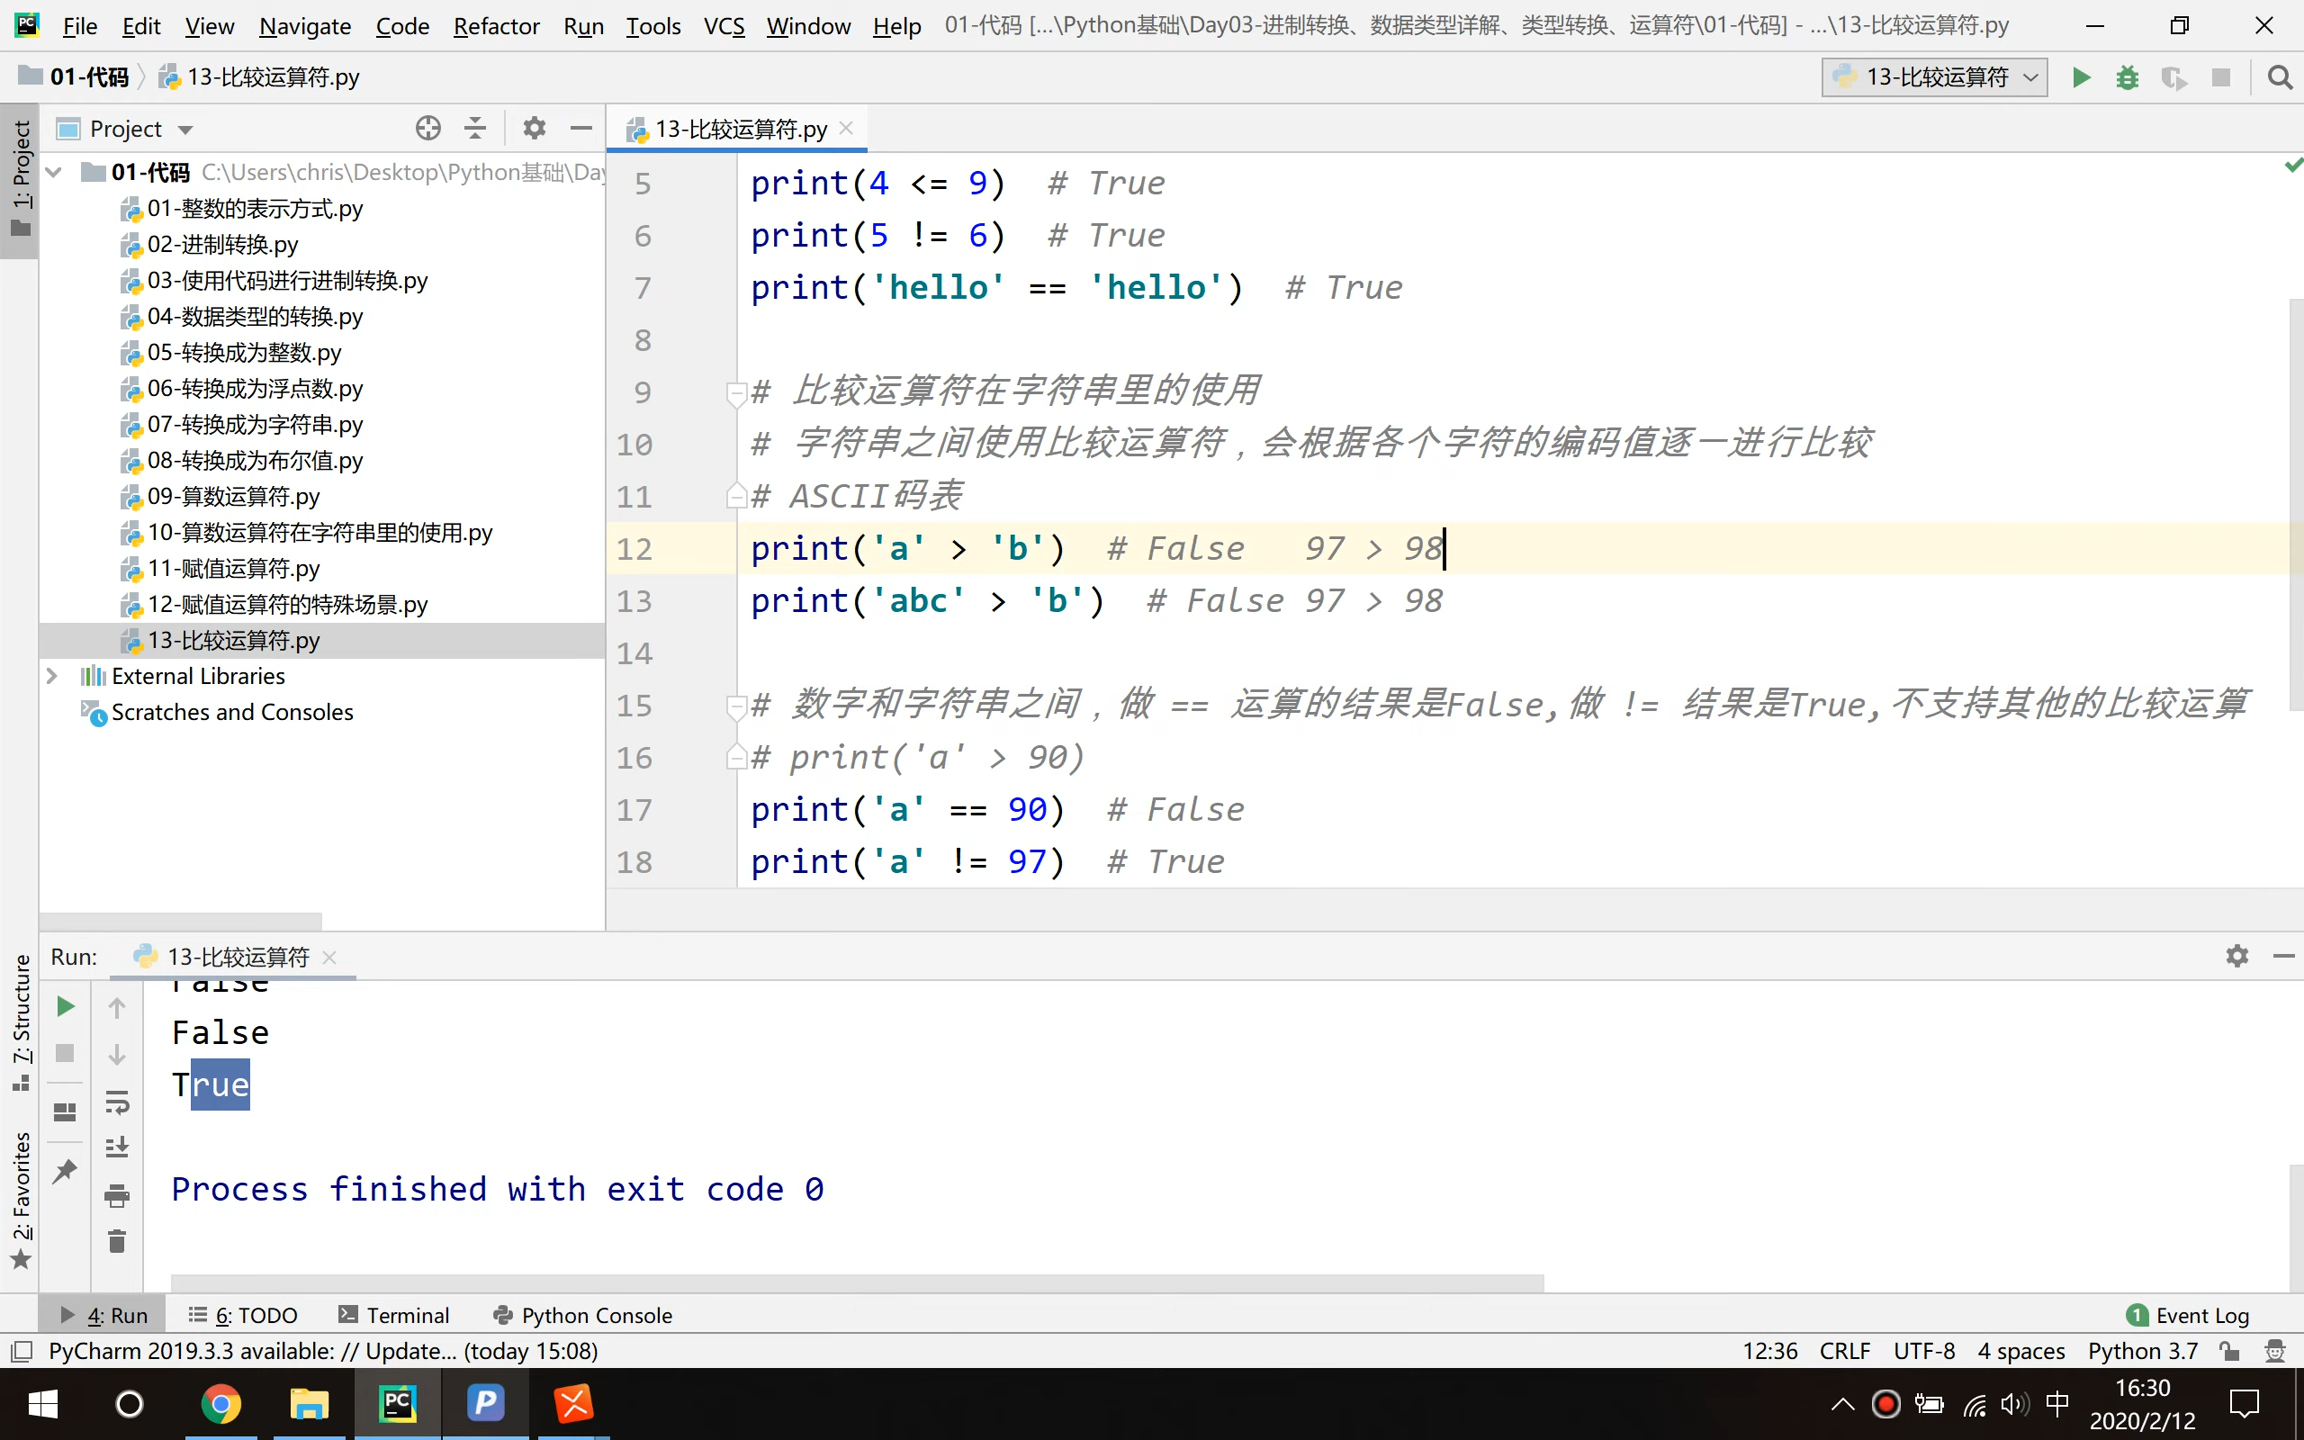 File Edit View Navigate Code Refactor Run Tools VCS Window Help 01-代码 [...\Python基础\Day03-进制转换、数据类型详解、类型转换、运算符\01-代码] - ...\13-比较运算符.py
01-代码 13-比较运算符.py 13-比较运算符
1: Project
Project
13-比较运算符.py
01-代码 C:\Users\chris\Desktop\Python基础\Day
01-整数的表示方式.py
02-进制转换.py
03-使用代码进行进制转换.py
04-数据类型的转换.py
05-转换成为整数.py
06-转换成为浮点数.py
07-转换成为字符串.py
08-转换成为布尔值.py
09-算数运算符.py
10-算数运算符在字符串里的使用.py
11-赋值运算符.py
12-赋值运算符的特殊场景.py
13-比较运算符.py
External Libraries
Scratches and Consoles
5 print(4 <= 9)  # True
6 print(5 != 6)  # True
7 print('hello' == 'hello')  # True
8
9 # 比较运算符在字符串里的使用
10 # 字符串之间使用比较运算符，会根据各个字符的编码值逐一进行比较
11 # ASCII码表
12 print('a' > 'b')  # False   97 > 98
13 print('abc' > 'b')  # False 97 > 98
14
15 # 数字和字符串之间，做 == 运算的结果是False,做 != 结果是True,不支持其他的比较运算
16 # print('a' > 90)
17 print('a' == 90)  # False
18 print('a' != 97)  # True
7: Structure
2: Favorites
Run: 13-比较运算符
False
False
True
Process finished with exit code 0
4: Run 6: TODO Terminal Python Console 1 Event Log
PyCharm 2019.3.3 available: // Update... (today 15:08) 12:36 CRLF UTF-8 4 spaces Python 3.7
中 16:30
2020/2/12